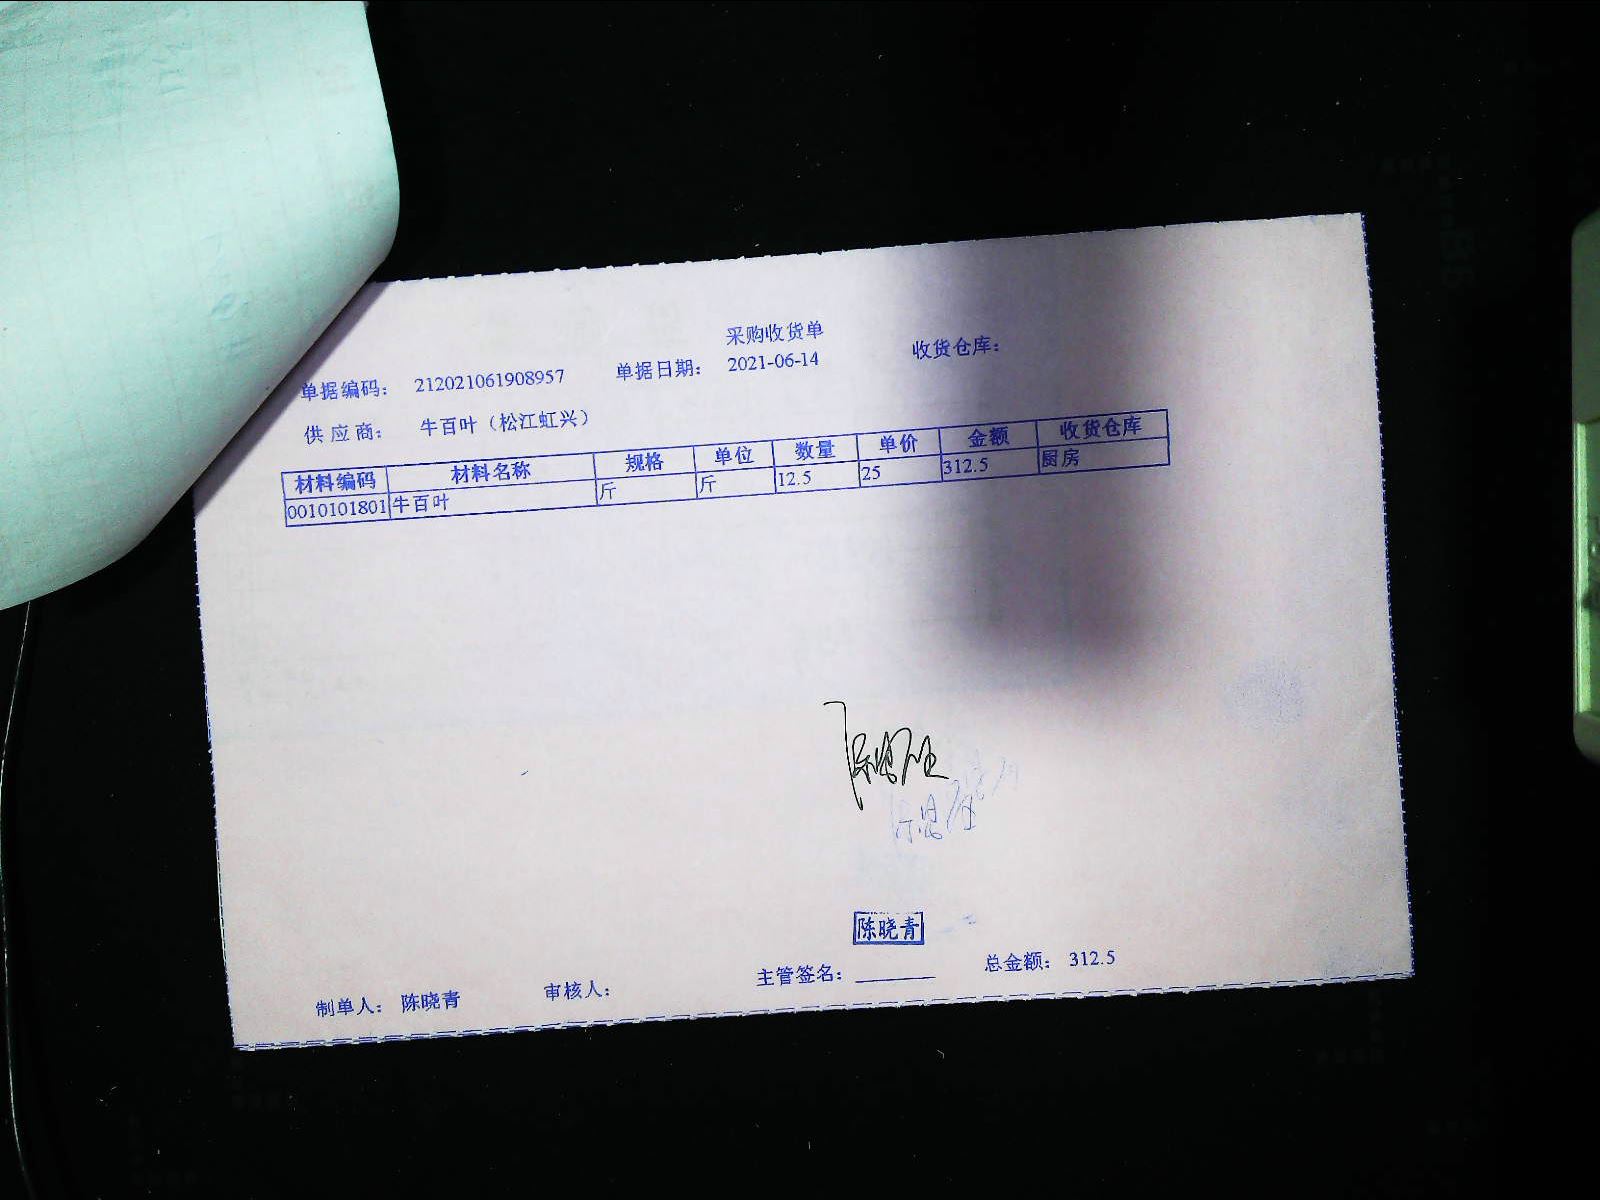 采购收货单
单据编码： 212021061908957 单据日期： 2021-06-14 收货仓库：
供应商： 牛百叶（松江虹兴）
材料编码 材料名称 规格 单位 数量 单价 金额 收货仓库
0010101801 牛百叶 斤 斤 12.5 25 312.5 厨房
陈晓青
制单人： 陈晓青 审核人： 主管签名： 总金额： 312.5